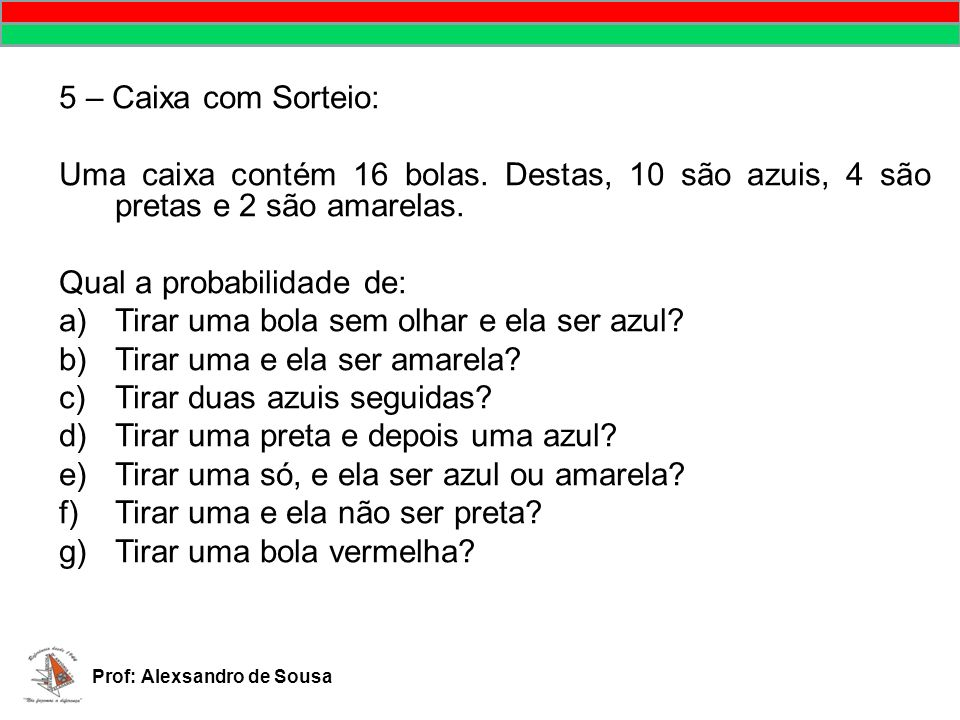 5 – Caixa com Sorteio:
Uma caixa contém 16 bolas. Destas, 10 são azuis, 4 são
pretas e 2 são amarelas.
Qual a probabilidade de:
a) Tirar uma bola sem olhar e ela ser azul?
b) Tirar uma e ela ser amarela?
c) Tirar duas azuis seguidas?
d) Tirar uma preta e depois uma azul?
e) Tirar uma só, e ela ser azul ou amarela?
f) Tirar uma e ela não ser preta?
g) Tirar uma bola vermelha?
Prof: Alexsandro de Sousa